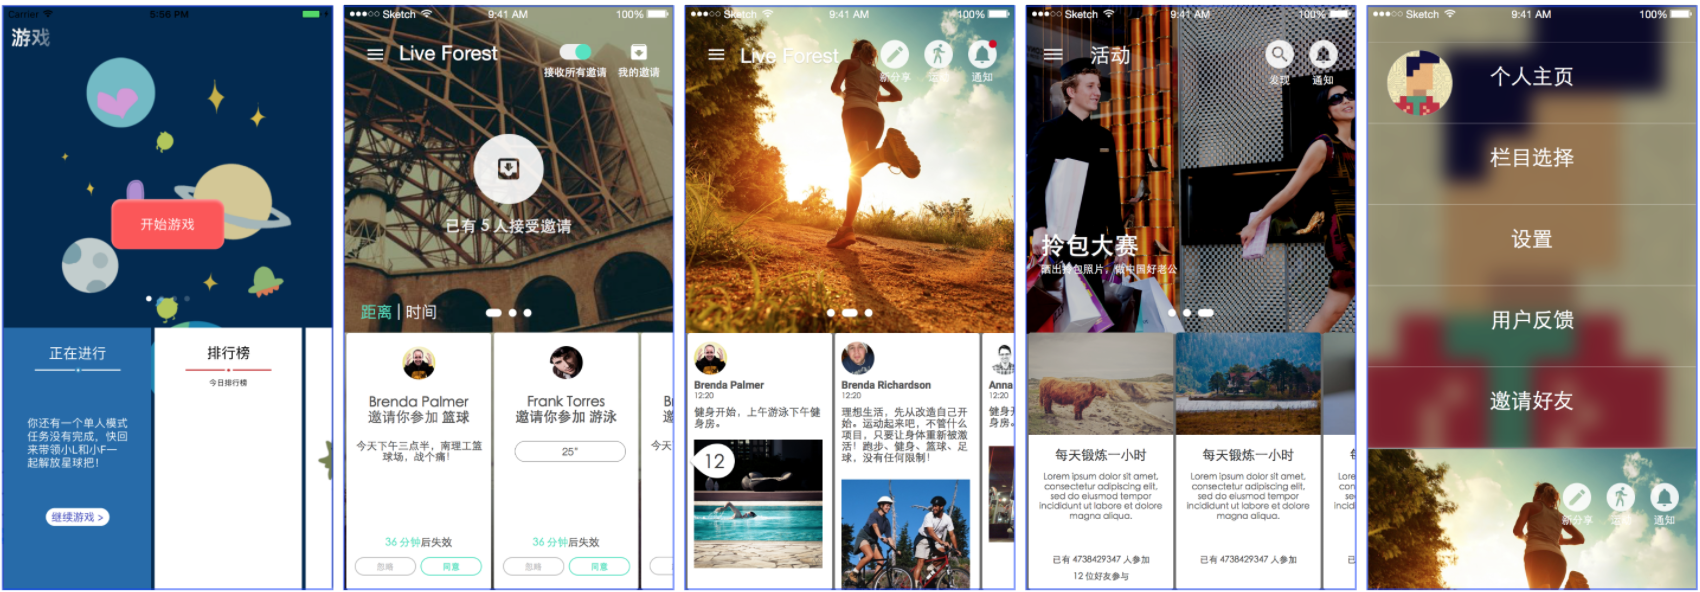 Carrier
5:56 PM
游戏
开始游戏
正在进行
你还有一个单人模式
任务没有完成，快回
来带领小L和小F一
起解放星球把！
继续游戏 >
排行榜
今日排行榜
Sketch
9:41 AM
100%
Live Forest
接收所有邀请
我的邀请
已有 5 人接受邀请
距离 | 时间
Brenda Palmer
邀请你参加 篮球
今天下午三点半，南理工篮
球场，战个痛！
36 分钟后失效
忽略
同意
Frank Torres
邀请你参加 游泳
25"
36 分钟后失效
忽略
同意
B
邀请
今天
Sketch
9:41 AM
100%
Live Forest
新分享
通知
Brenda Palmer
12:20
健身开始，上午游泳下午健
身房。
12
Brenda Richardson
12:20
理想生活，先从改造自己开
始。运动起来吧，不管什么
项目，只要让身体重新被激
活！跑步、健身、篮球、足
球，没有任何限制！
Anna
12:20
健身开
身房。
Sketch
9:41 AM
100%
活动
发现
通知
拎包大赛
晒出拎包照片，做中国好老公
每天锻炼一小时
Lorem ipsum dolor sit amet,
consectetur adipiscing elit,
sed do eiusmod tempor
incididunt ut labore et dolore
magna aliqua.
已有 4738429347 人参加
12 位好友参与
每天锻炼一小时
Lorem ipsum dolor sit amet,
consectetur adipiscing elit,
sed do eiusmod tempor
incididunt ut labore et dolore
magna aliqua.
已有 4738429347 人参加
每
Lorem
conse
sed d
incidid
m
已有
Sketch
9:41 AM
100%
个人主页
栏目选择
设置
用户反馈
邀请好友
新分享
通知